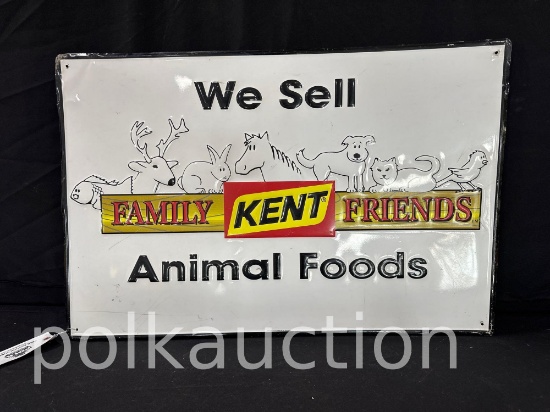 We Sell
FAMILY KENT® FRIENDS
Animal Foods
polkauction